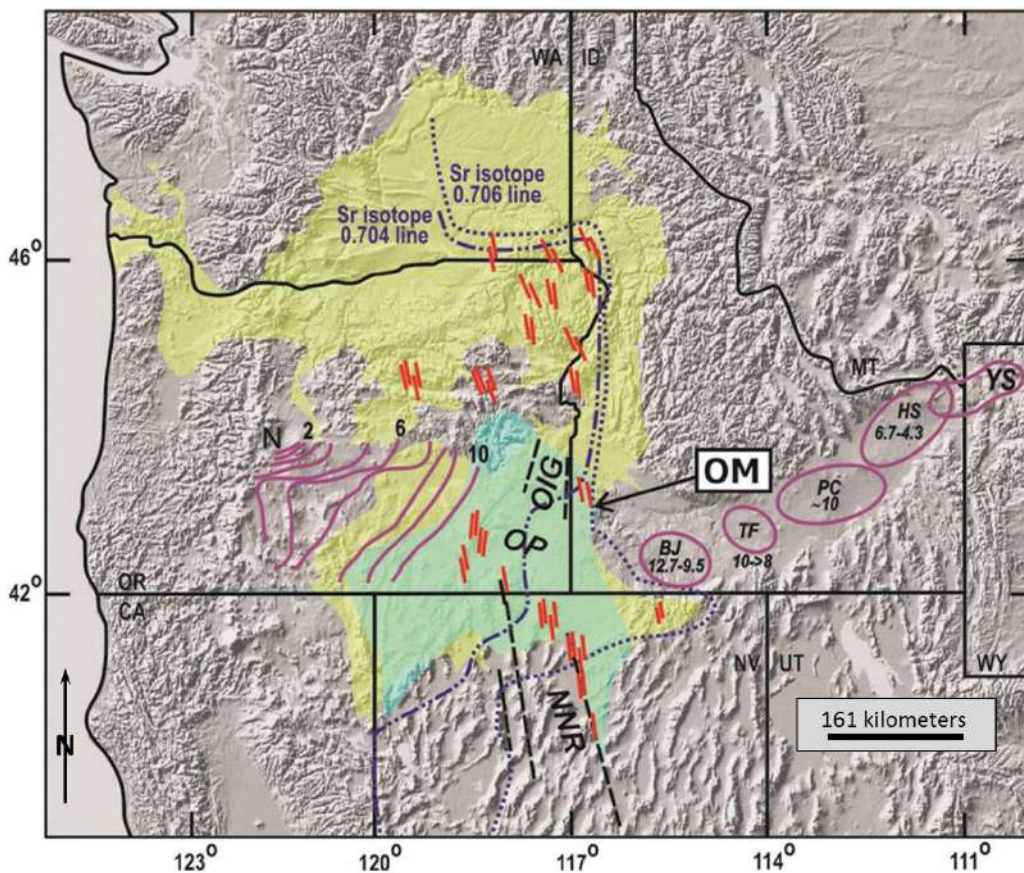 WA
ID
Sr isotope
0.706 line
Sr isotope
0.704 line
46°
MT
YS
HS
6.7-4.3
N
2
6
10
OIG
OM
PC
~10
OP
TF
10->8
BJ
12.7-9.5
42°
OR
CA
NV
UT
WY
NNR
161 kilometers
N
123°
120°
117°
114°
111°